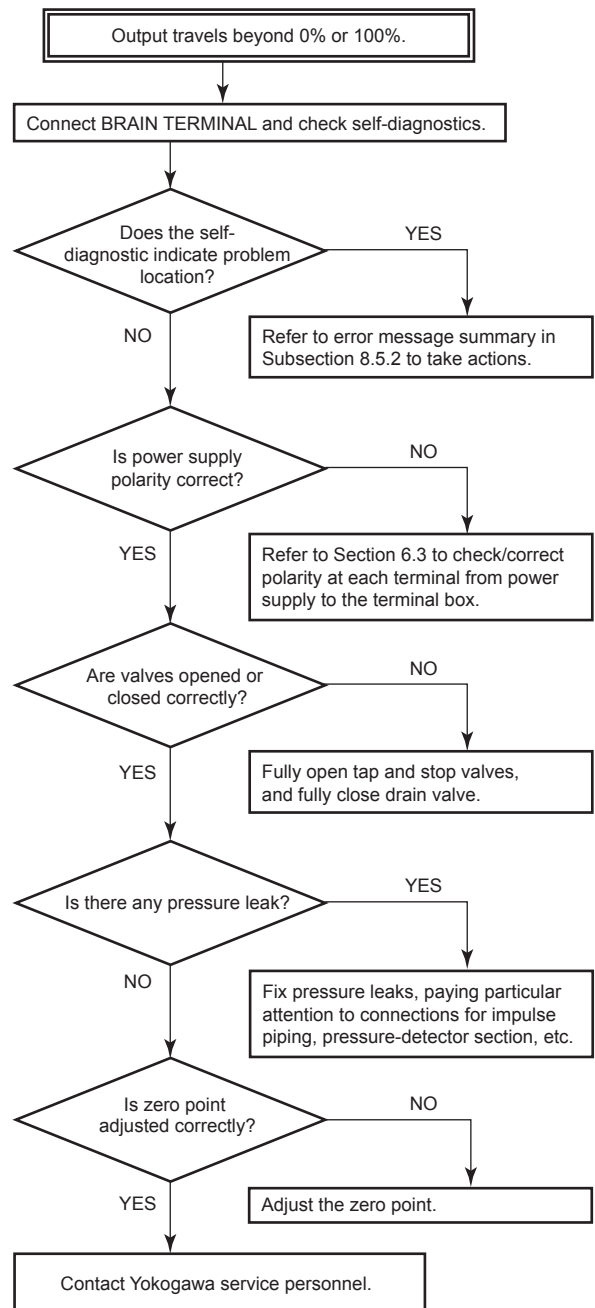 Output travels beyond 0% or 100%.
Connect BRAIN TERMINAL and check self-diagnostics.
Does the self-
diagnostic indicate problem
location?
YES
NO
Refer to error message summary in
Subsection 8.5.2 to take actions.
Is power supply
polarity correct?
NO
YES
Refer to Section 6.3 to check/correct
polarity at each terminal from power
supply to the terminal box.
Are valves opened or
closed correctly?
NO
YES
Fully open tap and stop valves,
and fully close drain valve.
Is there any pressure leak?
YES
NO
Fix pressure leaks, paying particular
attention to connections for impulse
piping, pressure-detector section, etc.
Is zero point
adjusted correctly?
NO
YES
Adjust the zero point.
Contact Yokogawa service personnel.